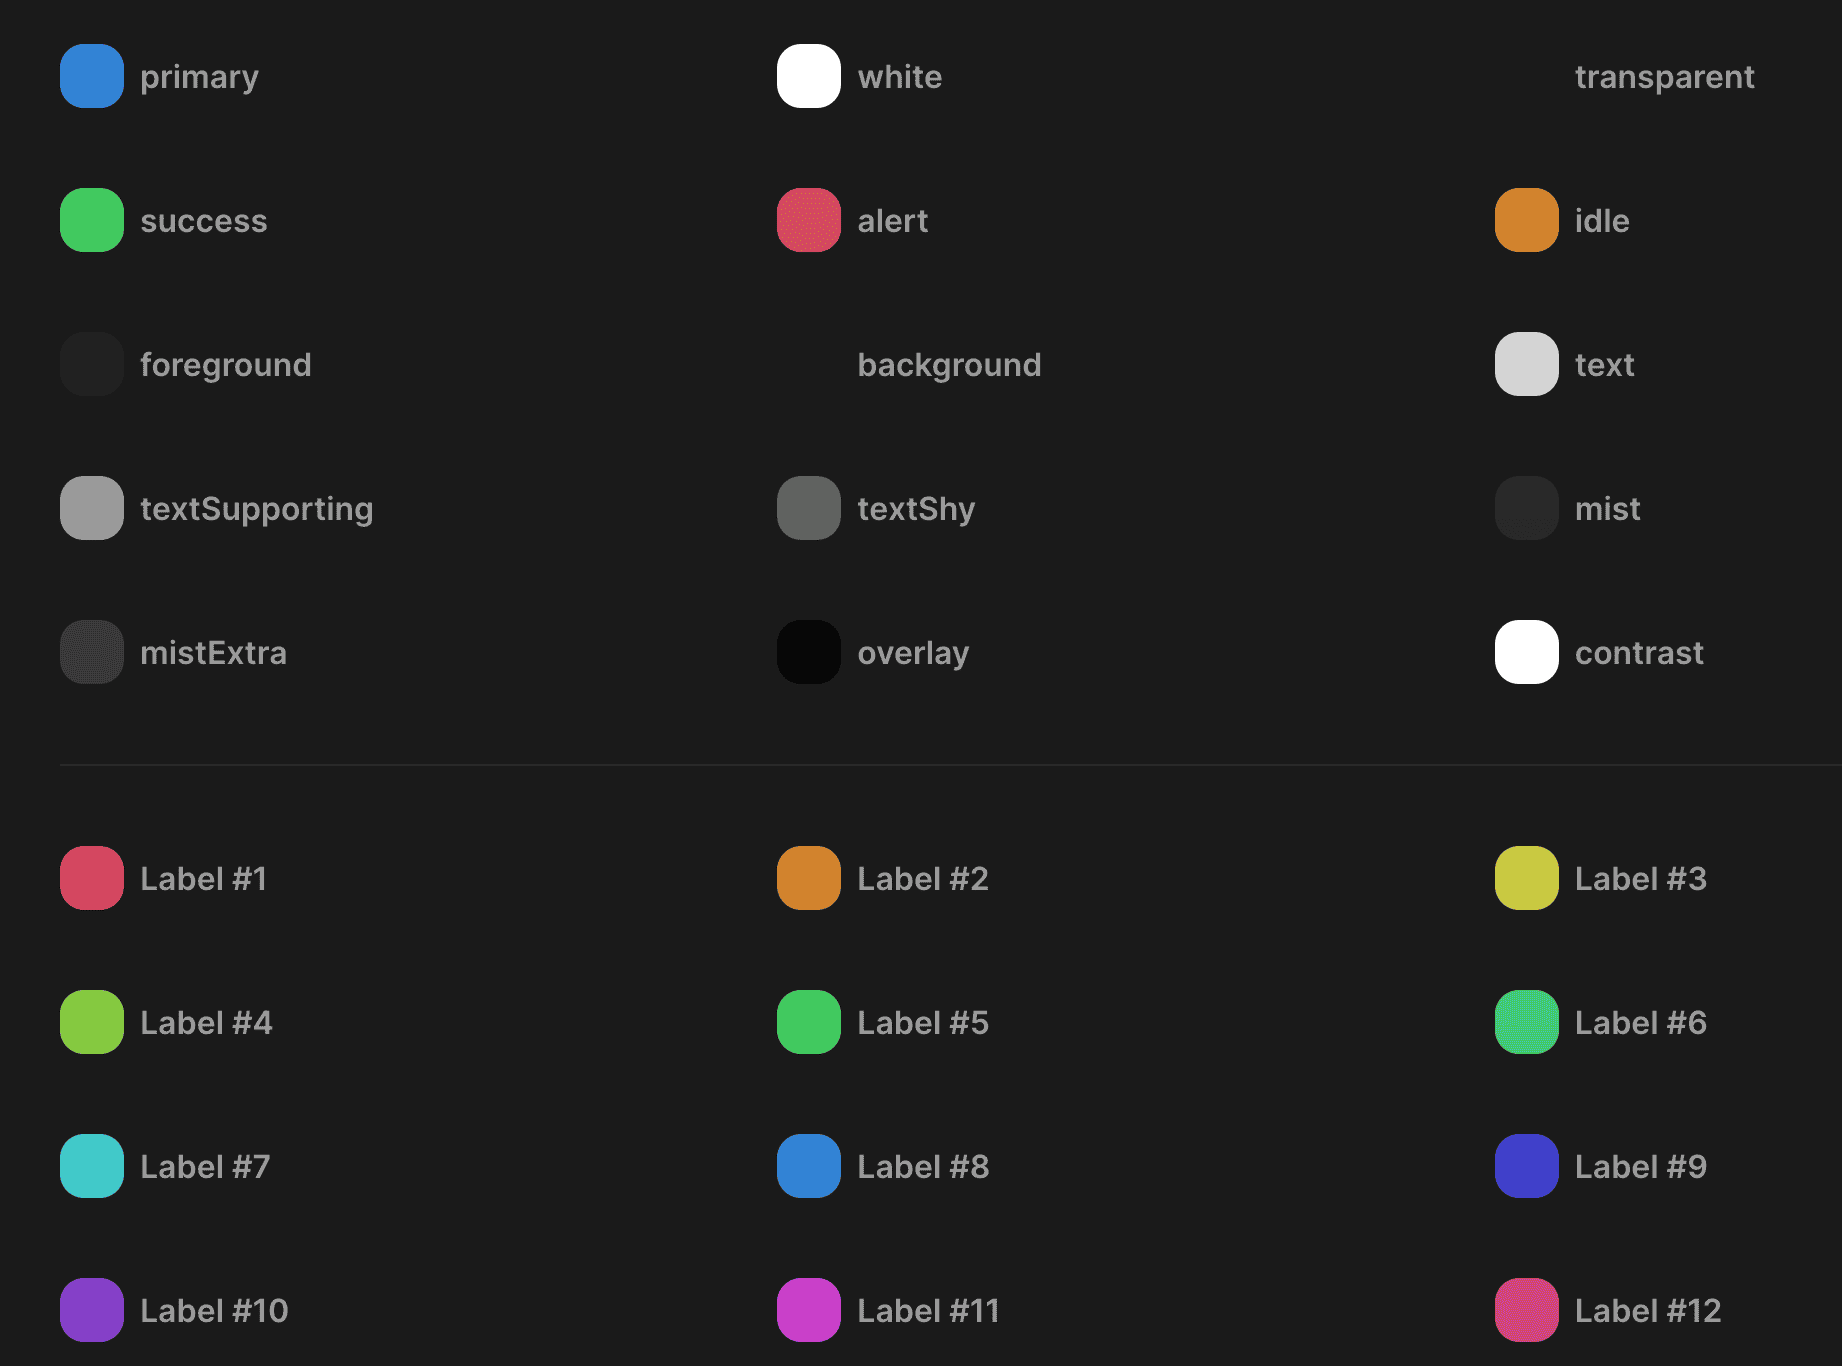 primary
white
transparent
success
alert
idle
foreground
background
text
textSupporting
textShy
mist
mistExtra
overlay
contrast
Label #1
Label #2
Label #3
Label #4
Label #5
Label #6
Label #7
Label #8
Label #9
Label #10
Label #11
Label #12